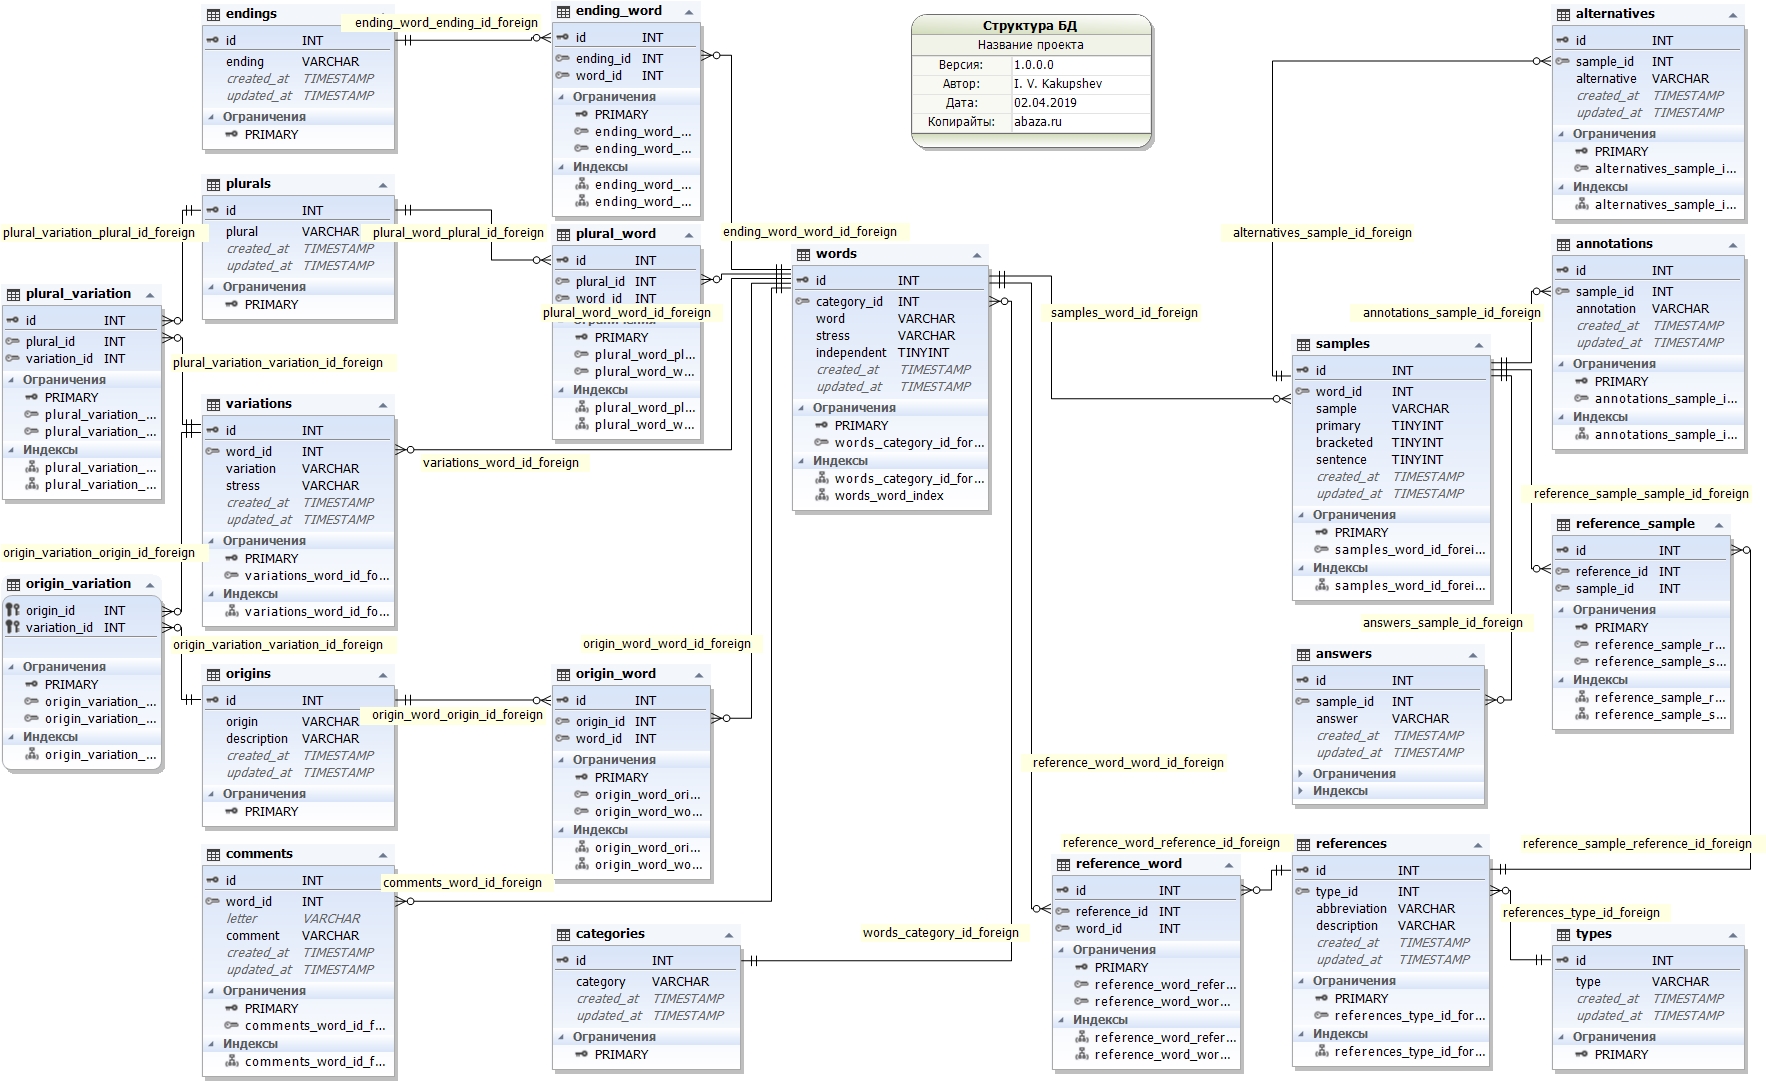 endings
id INT
ending VARCHAR
created_at TIMESTAMP
updated_at TIMESTAMP
Ограничения
PRIMARY
ending_word_ending_id_foreign
ending_word
id INT
ending_id INT
word_id INT
Ограничения
PRIMARY
ending_word_...
ending_word_...
Индексы
ending_word_...
ending_word_...
ending_word_word_id_foreign
Структура БД
Название проекта
Версия: 1.0.0.0
Автор: I. V. Kakupshev
Дата: 02.04.2019
Копирайты: abaza.ru
alternatives
id INT
sample_id INT
alternative VARCHAR
created_at TIMESTAMP
updated_at TIMESTAMP
Ограничения
PRIMARY
alternatives_sample_i...
Индексы
alternatives_sample_i...
alternatives_sample_id_foreign
plurals
id INT
plural VARCHAR
created_at TIMESTAMP
updated_at TIMESTAMP
Ограничения
PRIMARY
plural_variation_plural_id_foreign
plural_word_plural_id_foreign
plural_word
id INT
plural_id INT
word_id INT
plural_word_word_id_foreign
Ограничения
PRIMARY
plural_word_pl...
plural_word_w...
Индексы
plural_word_pl...
plural_word_w...
words
id INT
category_id INT
word VARCHAR
stress VARCHAR
independent TINYINT
created_at TIMESTAMP
updated_at TIMESTAMP
Ограничения
PRIMARY
words_category_id_for...
Индексы
words_category_id_for...
words_word_index
samples_word_id_foreign
annotations
id INT
sample_id INT
annotation VARCHAR
created_at TIMESTAMP
updated_at TIMESTAMP
Ограничения
PRIMARY
annotations_sample_i...
Индексы
annotations_sample_i...
annotations_sample_id_foreign
plural_variation
id INT
plural_id INT
variation_id INT
Ограничения
PRIMARY
plural_variation_...
plural_variation_...
Индексы
plural_variation_...
plural_variation_...
plural_variation_variation_id_foreign
variations
id INT
word_id INT
variation VARCHAR
stress VARCHAR
created_at TIMESTAMP
updated_at TIMESTAMP
Ограничения
PRIMARY
variations_word_id_fo...
Индексы
variations_word_id_fo...
variations_word_id_foreign
samples
id INT
word_id INT
sample VARCHAR
primary TINYINT
bracketed TINYINT
sentence TINYINT
created_at TIMESTAMP
updated_at TIMESTAMP
Ограничения
PRIMARY
samples_word_id_forei...
Индексы
samples_word_id_forei...
reference_sample_sample_id_foreign
reference_sample
id INT
reference_id INT
sample_id INT
Ограничения
PRIMARY
reference_sample_r...
reference_sample_s...
Индексы
reference_sample_r...
reference_sample_s...
origin_variation_origin_id_foreign
origin_variation
origin_id INT
variation_id INT
Ограничения
PRIMARY
origin_variation_...
origin_variation_...
Индексы
origin_variation_...
origin_variation_variation_id_foreign
origins
id INT
origin VARCHAR
description VARCHAR
created_at TIMESTAMP
updated_at TIMESTAMP
Ограничения
PRIMARY
origin_word_origin_id_foreign
origin_word_word_id_foreign
origin_word
id INT
origin_id INT
word_id INT
Ограничения
PRIMARY
origin_word_ori...
origin_word_wo...
Индексы
origin_word_ori...
origin_word_wo...
answers_sample_id_foreign
answers
id INT
sample_id INT
answer VARCHAR
created_at TIMESTAMP
updated_at TIMESTAMP
Ограничения
Индексы
reference_word_word_id_foreign
comments
id INT
word_id INT
letter VARCHAR
comment VARCHAR
created_at TIMESTAMP
updated_at TIMESTAMP
Ограничения
PRIMARY
comments_word_id_f...
Индексы
comments_word_id_f...
comments_word_id_foreign
categories
id INT
category VARCHAR
created_at TIMESTAMP
updated_at TIMESTAMP
Ограничения
PRIMARY
words_category_id_foreign
reference_word_reference_id_foreign
reference_word
id INT
reference_id INT
word_id INT
Ограничения
PRIMARY
reference_word_refer...
reference_word_wor...
Индексы
reference_word_refer...
reference_word_wor...
references
id INT
type_id INT
abbreviation VARCHAR
description VARCHAR
created_at TIMESTAMP
updated_at TIMESTAMP
Ограничения
PRIMARY
references_type_id_for...
Индексы
references_type_id_for...
reference_sample_reference_id_foreign
references_type_id_foreign
types
id INT
type VARCHAR
created_at TIMESTAMP
updated_at TIMESTAMP
Ограничения
PRIMARY